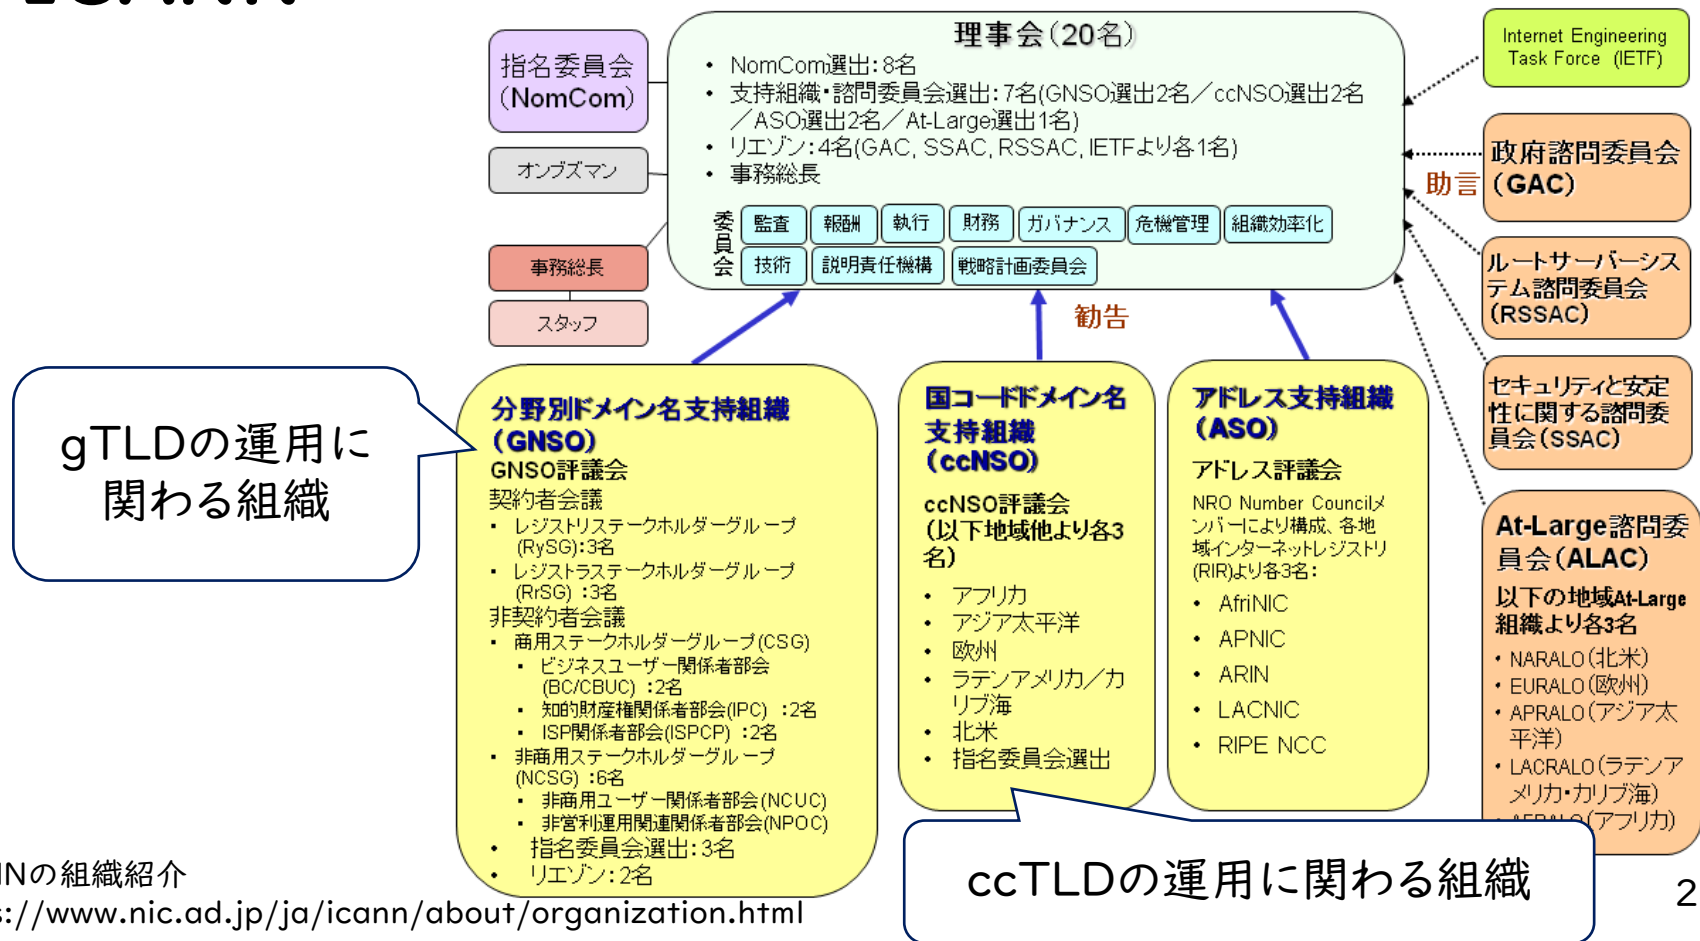 理事会(20名)
・ NomCom選出:8名
・ 支持組織・諮問委員会選出:7名(GNSO選出2名/ccNSO選出2名
/ASO選出2名/At-Large選出1名)
・ リエゾン:4名(GAC, SSAC, RSSAC, IETFより各1名)
・ 事務総長
委員会
監査 報酬 執行 財務 ガバナンス 危機管理 組織効率化
技術 説明責任機構 戦略計画委員会
指名委員会
(NomCom)
オンブズマン
事務総長
スタッフ
Internet Engineering
Task Force (IETF)
政府諮問委員会
(GAC)
助言
ルートサーバーシス
テム諮問委員会
(RSSAC)
セキュリティと安定
性に関する諮問委
員会(SSAC)
At-Large諮問委
員会(ALAC)
以下の地域At-Large
組織より各3名
・NARALO(北米)
・EURALO(欧州)
・APRALO(アジア太
平洋)
・LACRALO(ラテンア
メリカ・カリブ海)
(アフリカ)
勧告
gTLDの運用に
関わる組織
分野別ドメイン名支持組織
(GNSO)
GNSO評議会
契約者会議
・ レジストリステークホルダーグループ
(RySG):3名
・ レジストラステークホルダーグループ
(RrSG) :3名
非契約者会議
・ 商用ステークホルダーグループ(CSG)
・ ビジネスユーザー関係者部会
(BC/CBUC) :2名
・ 知的財産権関係者部会(IPC) :2名
・ ISP関係者部会(ISPCP) :2名
・ 非商用ステークホルダーグループ
(NCSG) :6名
・ 非商用ユーザー関係者部会(NCUC)
・ 非営利運用関連関係者部会(NPOC)
・ 指名委員会選出:3名
・ リエゾン:2名
国コードドメイン名
支持組織
(ccNSO)
ccNSO評議会
(以下地域他より各3
名)
・ アフリカ
・ アジア太平洋
・ 欧州
・ ラテンアメリカ/カ
リブ海
・ 北米
・ 指名委員会選出
アドレス支持組織
(ASO)
アドレス評議会
NRO Number Councilメ
ンバーにより構成、各地
域インターネットレジストリ
(RIR)より各3名:
・ AfriNIC
・ APNIC
・ ARIN
・ LACNIC
・ RIPE NCC
ccTLDの運用に関わる組織
Nの組織紹介
s://www.nic.ad.jp/ja/icann/about/organization.html
2